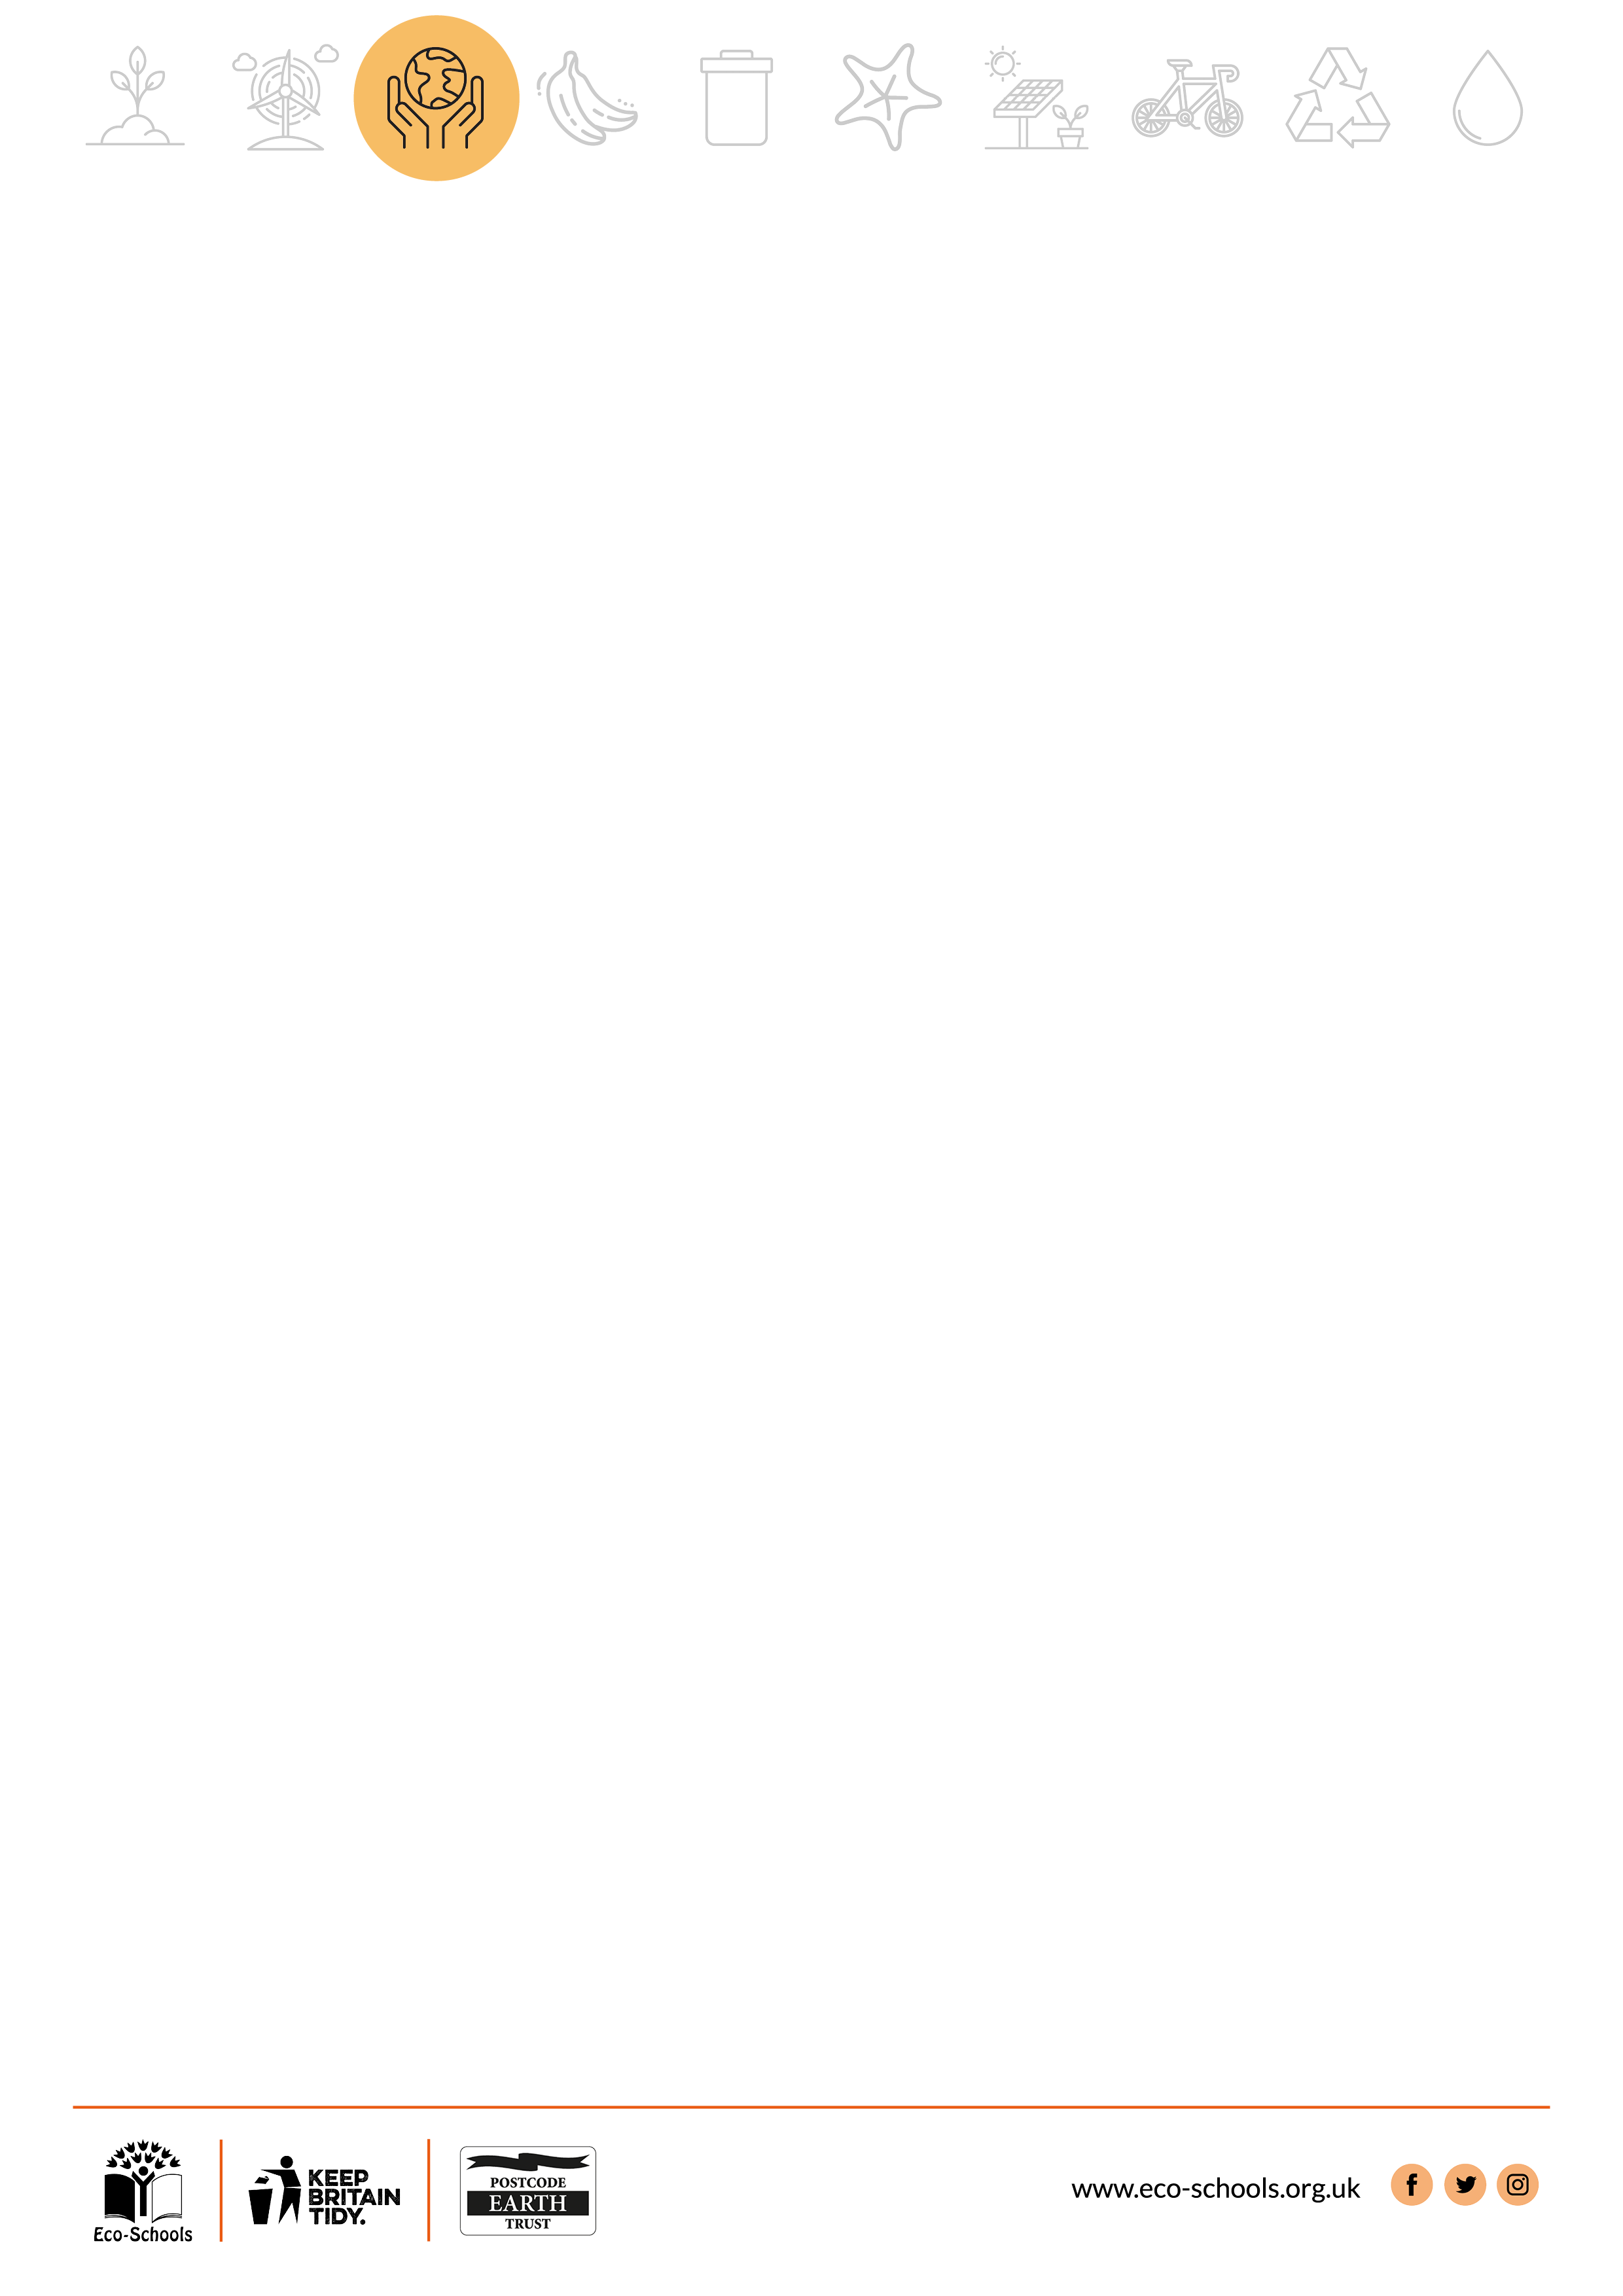 Eco-Schools
KEEP
BRITAIN
TIDY.
POSTCODE
EARTH
TRUST
www.eco-schools.org.uk